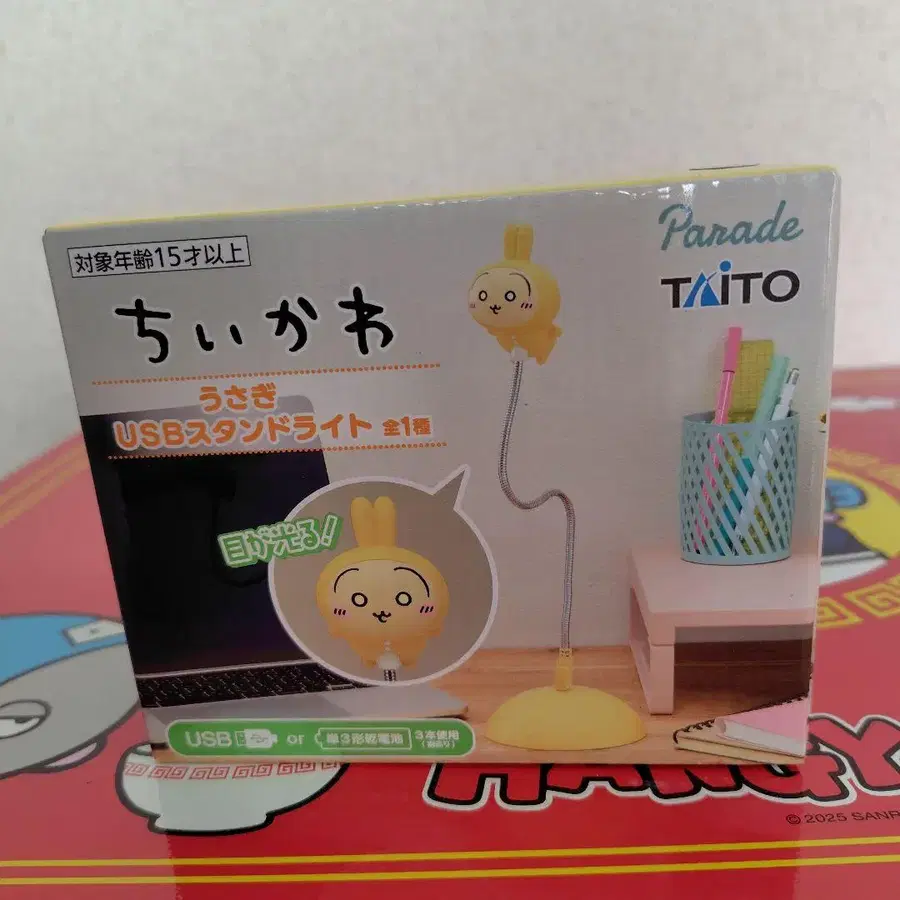 対象年齢15才以上
Parade
TAITO
ちいかわ
うさぎ
USBスタンドライト 全1種
目が光る!
USB or 単3形乾電池 3本使用
HANGY
© 2025 SANR